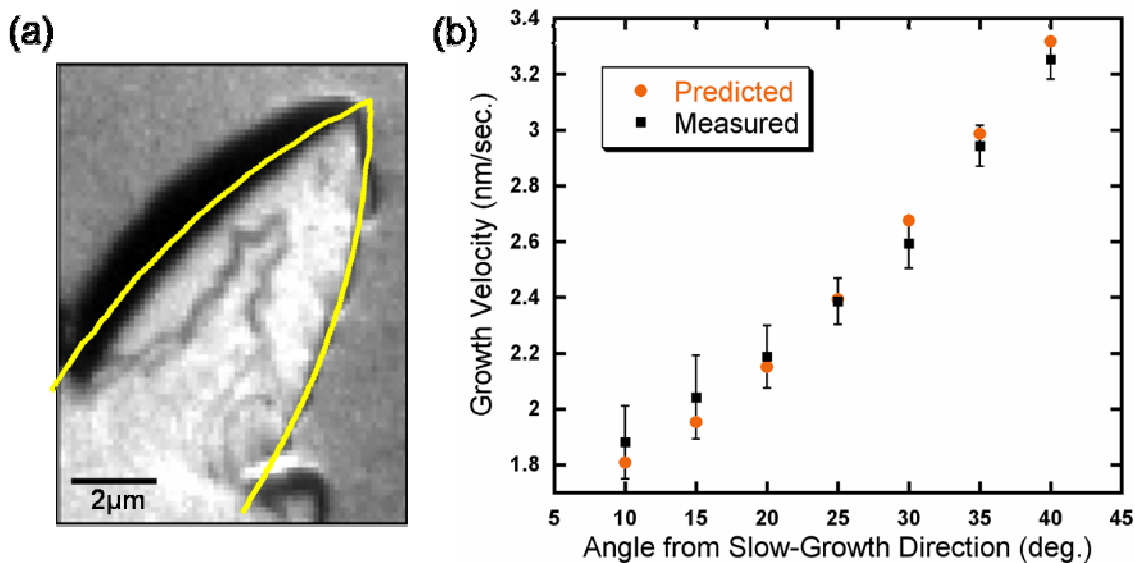 (a)
(b)
2μm
Growth Velocity (nm/sec.)
3.4
3.2
3
2.8
2.6
2.4
2.2
2
1.8
Predicted
Measured
5 10 15 20 25 30 35 40 45
Angle from Slow-Growth Direction (deg.)